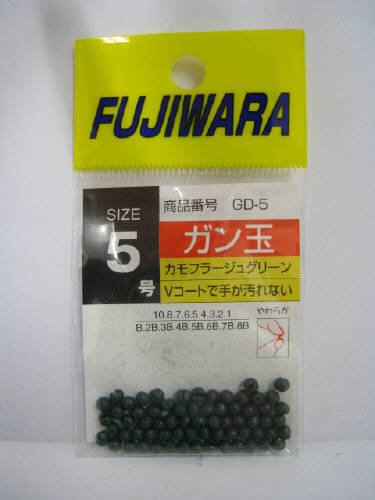 FUJIWARA
SIZE
5
号
商品番号 GD-5
ガン玉
カモフラージュグリーン
Vコートで手が汚れない
10.8.7.6.5.4.3.2.1
B.2B.3B.4B.5B.6B.7B.8B
やわらか